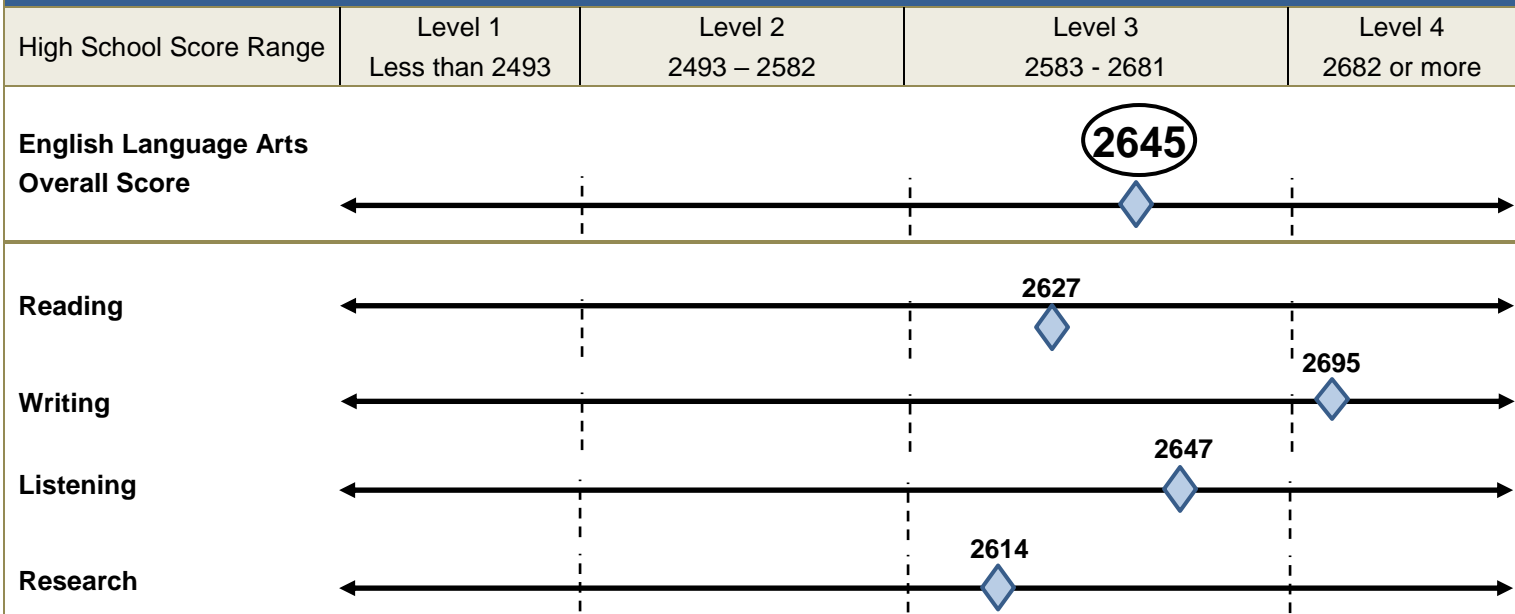 High School Score Range
Level 1
Less than 2493
Level 2
2493 – 2582
Level 3
2583 - 2681
Level 4
2682 or more
English Language Arts
Overall Score
2645
Reading
2627
Writing
2695
Listening
2647
Research
2614